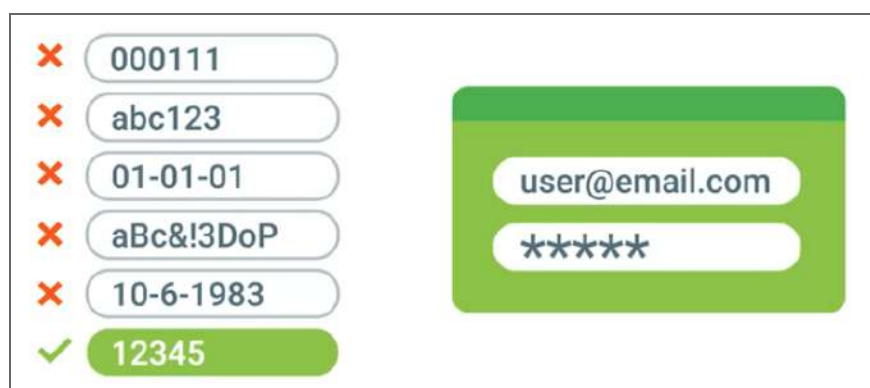 000111
abc123
01-01-01
aBc&!3DoP
10-6-1983
12345
user@email.com
*****